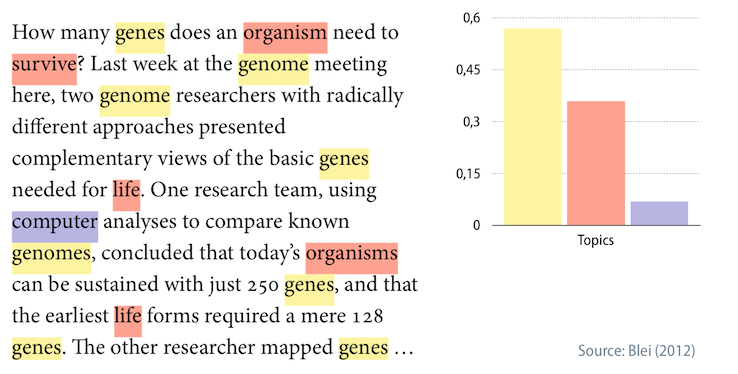 How many genes does an organism need to
survive? Last week at the genome meeting
here, two genome researchers with radically
different approaches presented
complementary views of the basic genes
needed for life. One research team, using
computer analyses to compare known
genomes, concluded that today’s organisms
can be sustained with just 250 genes, and that
the earliest life forms required a mere 128
genes. The other researcher mapped genes …
0,6
0,45
0,3
0,15
0
Topics
Source: Blei (2012)